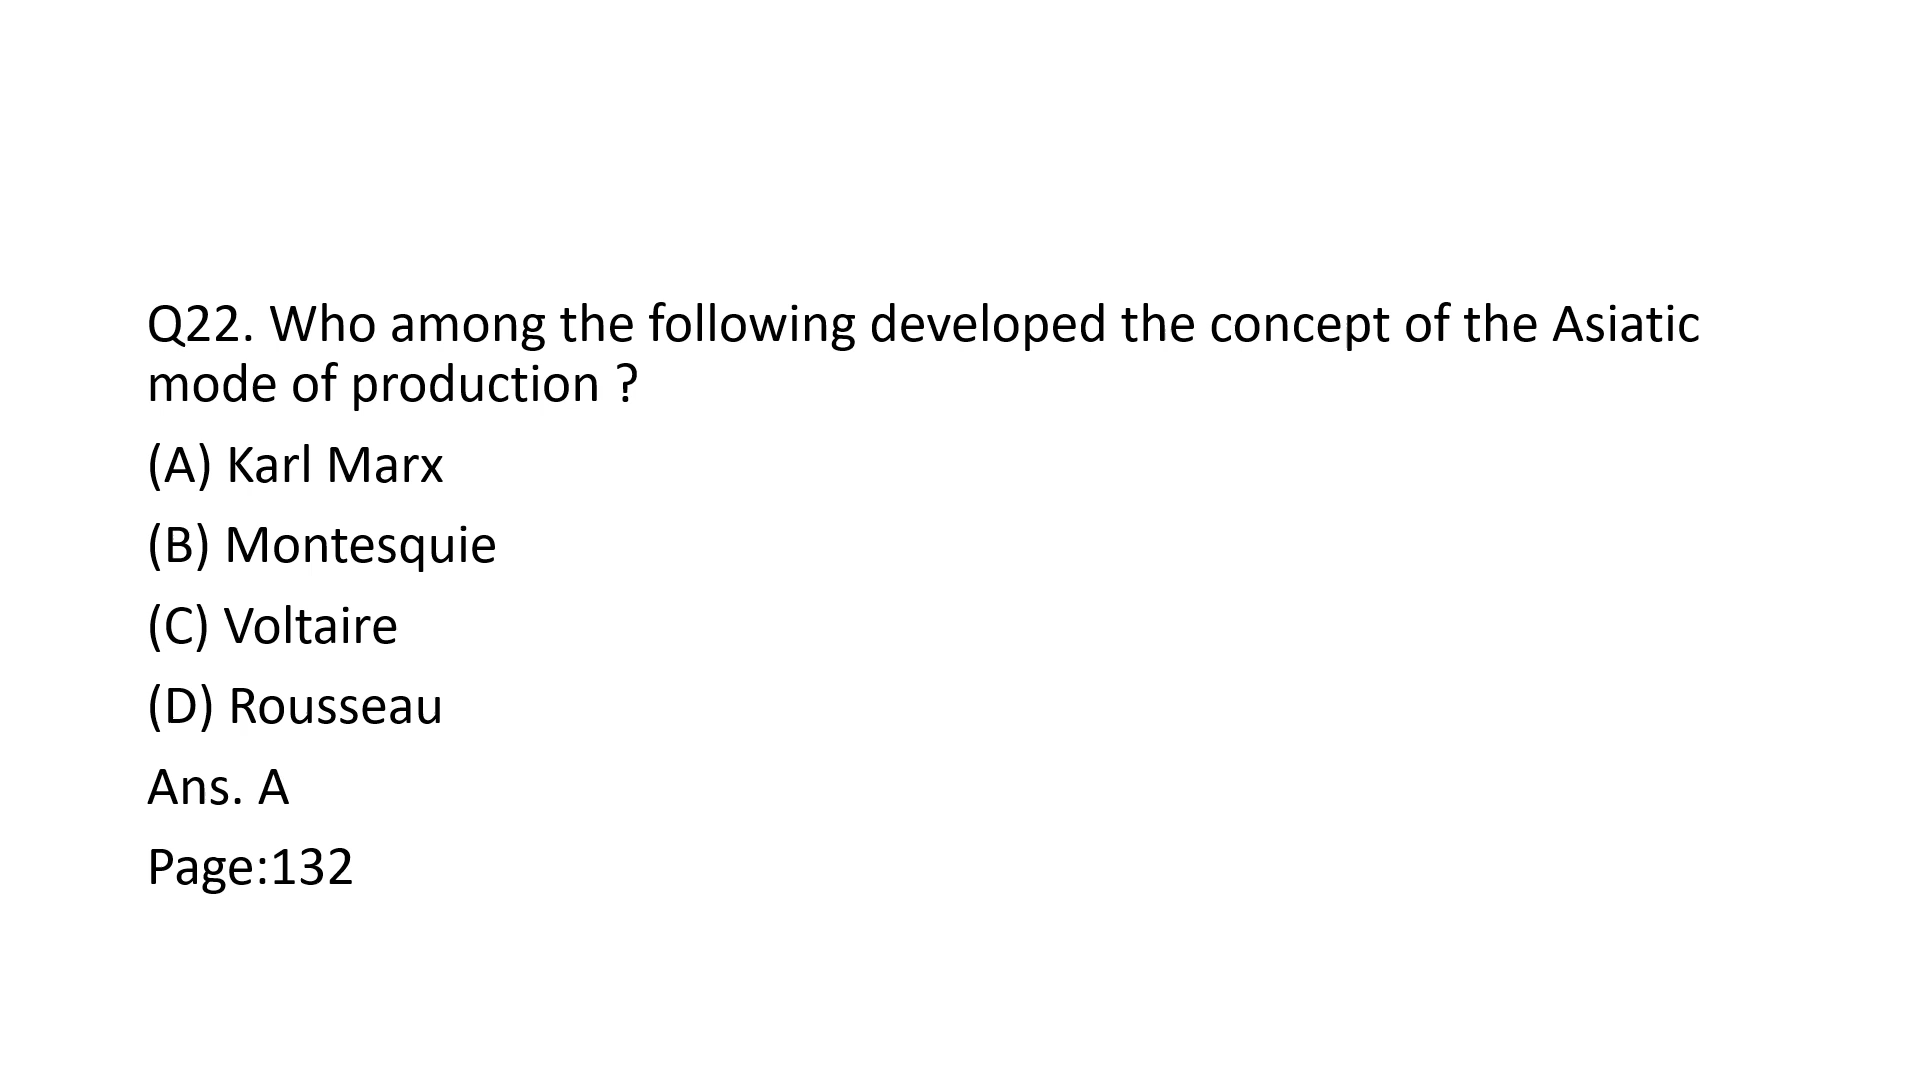 Q22. Who among the following developed the concept of the Asiatic
mode of production ?
(A) Karl Marx
(B) Montesquie
(C) Voltaire
(D) Rousseau
Ans. A
Page:132